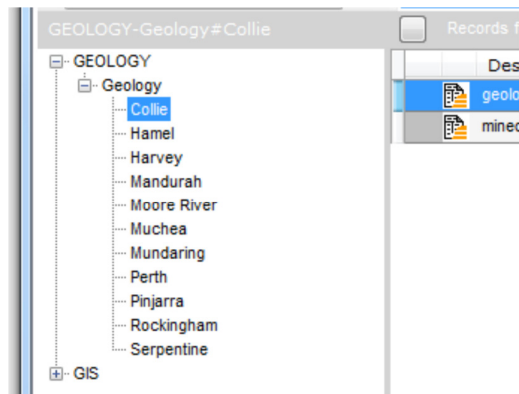 GEOLOGY-Geology#Collie
Records f
GEOLOGY
Geology
Collie
Hamel
Harvey
Mandurah
Moore River
Muchea
Mundaring
Perth
Pinjarra
Rockingham
Serpentine
GIS
Des
geolo
mined